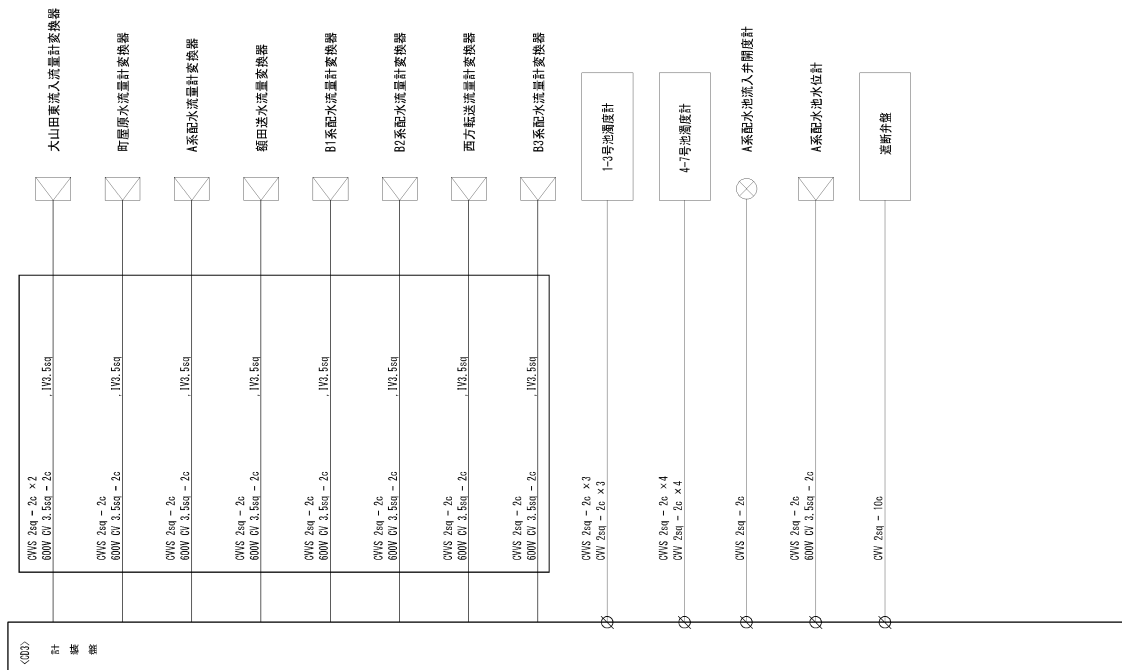 大山田東流入流量計変換器
町屋原水流量計変換器
A系配水流量計変換器
額田送水流量変換器
B1系配水流量計変換器
B2系配水流量計変換器
西方転送流量計変換器
B3系配水流量計変換器
1-3号池濁度計
4-7号池濁度計
A系配水池流入弁開度計
A系配水池水位計
遮断弁盤
CVVS 2sq - 2c ×2
600V CV 3.5sq - 2c , IV3.5sq
CVVS 2sq - 2c
600V CV 3.5sq - 2c , IV3.5sq
CVVS 2sq - 2c
600V CV 3.5sq - 2c , IV3.5sq
CVVS 2sq - 2c
600V CV 3.5sq - 2c , IV3.5sq
CVVS 2sq - 2c
600V CV 3.5sq - 2c , IV3.5sq
CVVS 2sq - 2c
600V CV 3.5sq - 2c , IV3.5sq
CVVS 2sq - 2c
600V CV 3.5sq - 2c , IV3.5sq
CVVS 2sq - 2c
600V CV 3.5sq - 2c , IV3.5sq
CVVS 2sq - 2c ×3
CVV 2sq - 2c ×3
CVVS 2sq - 2c ×4
CVV 2sq - 2c ×4
CVVS 2sq - 2c
CVVS 2sq - 2c
600V CV 3.5sq - 2c
CVV 2sq - 10c
<CD3>
計装盤